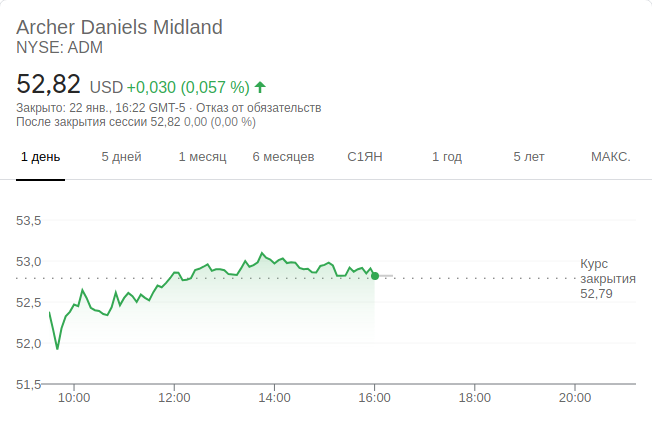 Archer Daniels Midland
NYSE: ADM
52,82 USD +0,030 (0,057 %)
Закрыто: 22 янв., 16:22 GMT-5 · Отказ от обязательств
После закрытия сессии 52,82 0,00 (0,00 %)
1 день 5 дней 1 месяц 6 месяцев С1ЯН 1 год 5 лет МАКС.
53,5
53,0
52,5
52,0
51,5
Курс
закрытия
52,79
10:00 12:00 14:00 16:00 18:00 20:00